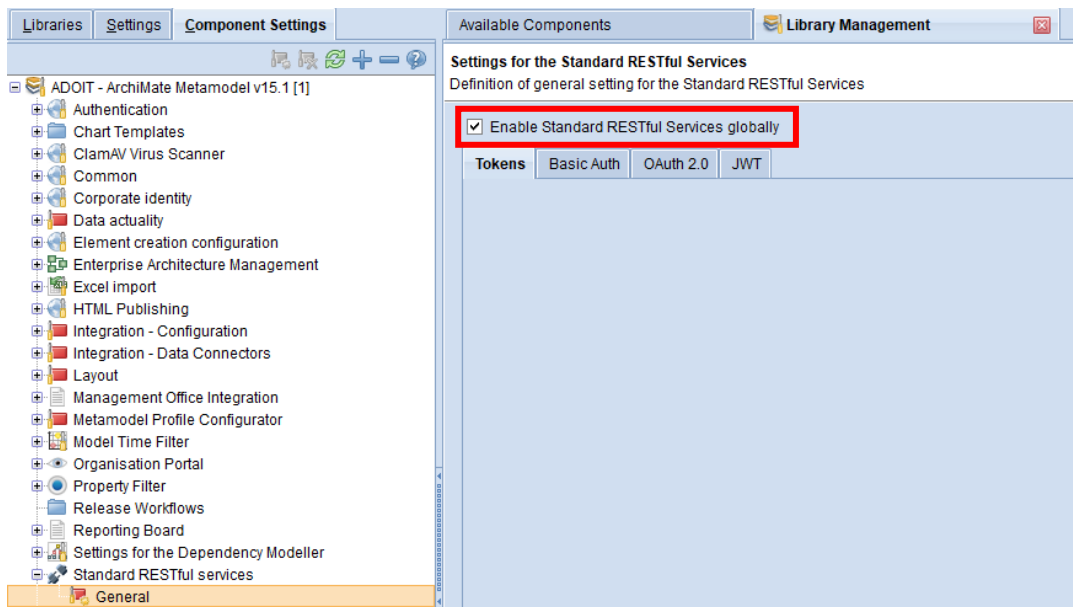 Libraries Settings Component Settings
ADOIT - ArchiMate Metamodel v15.1 [1]
Authentication
Chart Templates
ClamAV Virus Scanner
Common
Corporate identity
Data actuality
Element creation configuration
Enterprise Architecture Management
Excel import
HTML Publishing
Integration - Configuration
Integration - Data Connectors
Layout
Management Office Integration
Metamodel Profile Configurator
Model Time Filter
Organisation Portal
Property Filter
Release Workflows
Reporting Board
Settings for the Dependency Modeller
Standard RESTful services
General
Available Components Library Management
Settings for the Standard RESTful Services
Definition of general setting for the Standard RESTful Services
Enable Standard RESTful Services globally
Tokens Basic Auth OAuth 2.0 JWT